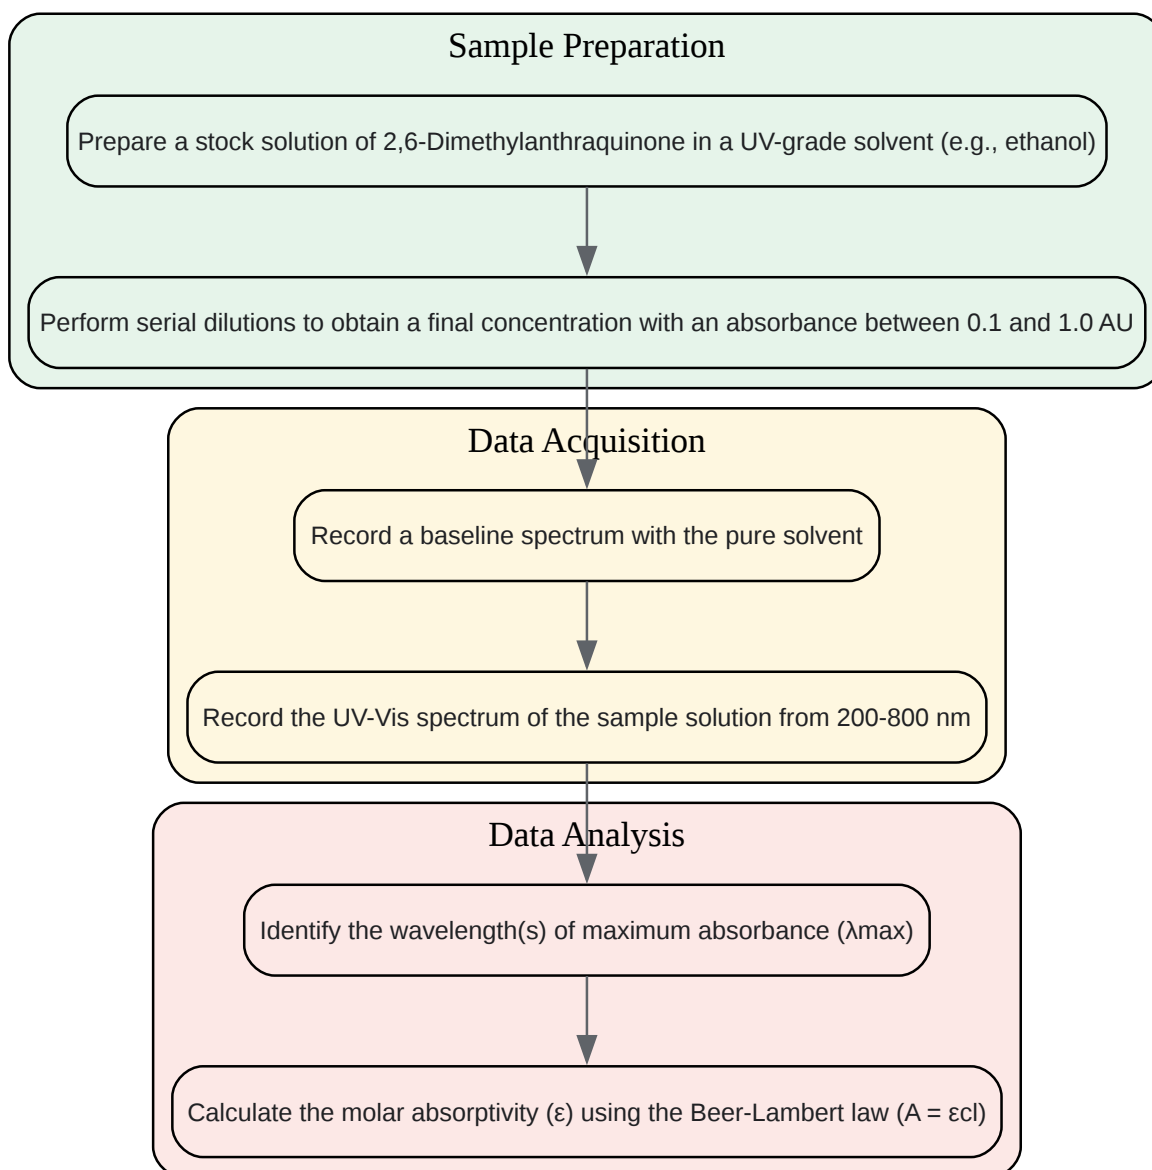 Sample Preparation
Prepare a stock solution of 2,6-Dimethylanthraquinone in a UV-grade solvent (e.g., ethanol)
Perform serial dilutions to obtain a final concentration with an absorbance between 0.1 and 1.0 AU
Data Acquisition
Record a baseline spectrum with the pure solvent
Record the UV-Vis spectrum of the sample solution from 200-800 nm
Data Analysis
Identify the wavelength(s) of maximum absorbance (λmax)
Calculate the molar absorptivity (ε) using the Beer-Lambert law (A = εcl)